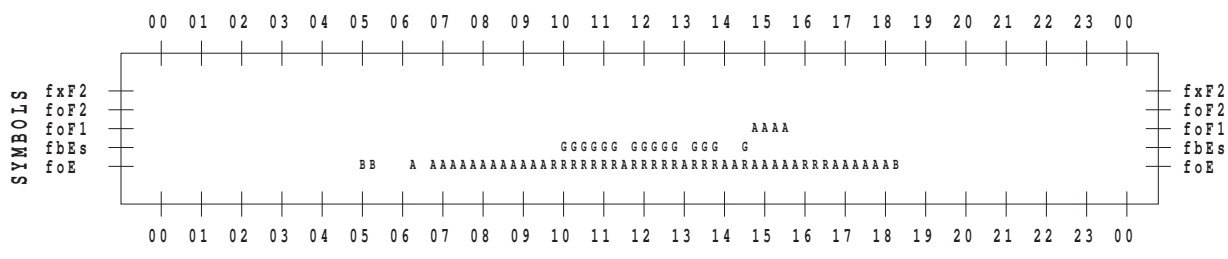 00 01 02 03 04 05 06 07 08 09 10 11 12 13 14 15 16 17 18 19 20 21 22 23 00
SYMBOLS
fxF2 fxF2
foF2 foF2
foF1 AAAA foF1
fbEs GGGGGG GGGGG GGG G fbEs
foE BB A AAAAAAAAAAAARRRRRRRARRRRRARRRAARAAAAARRRAAAAAAB foE
00 01 02 03 04 05 06 07 08 09 10 11 12 13 14 15 16 17 18 19 20 21 22 23 00